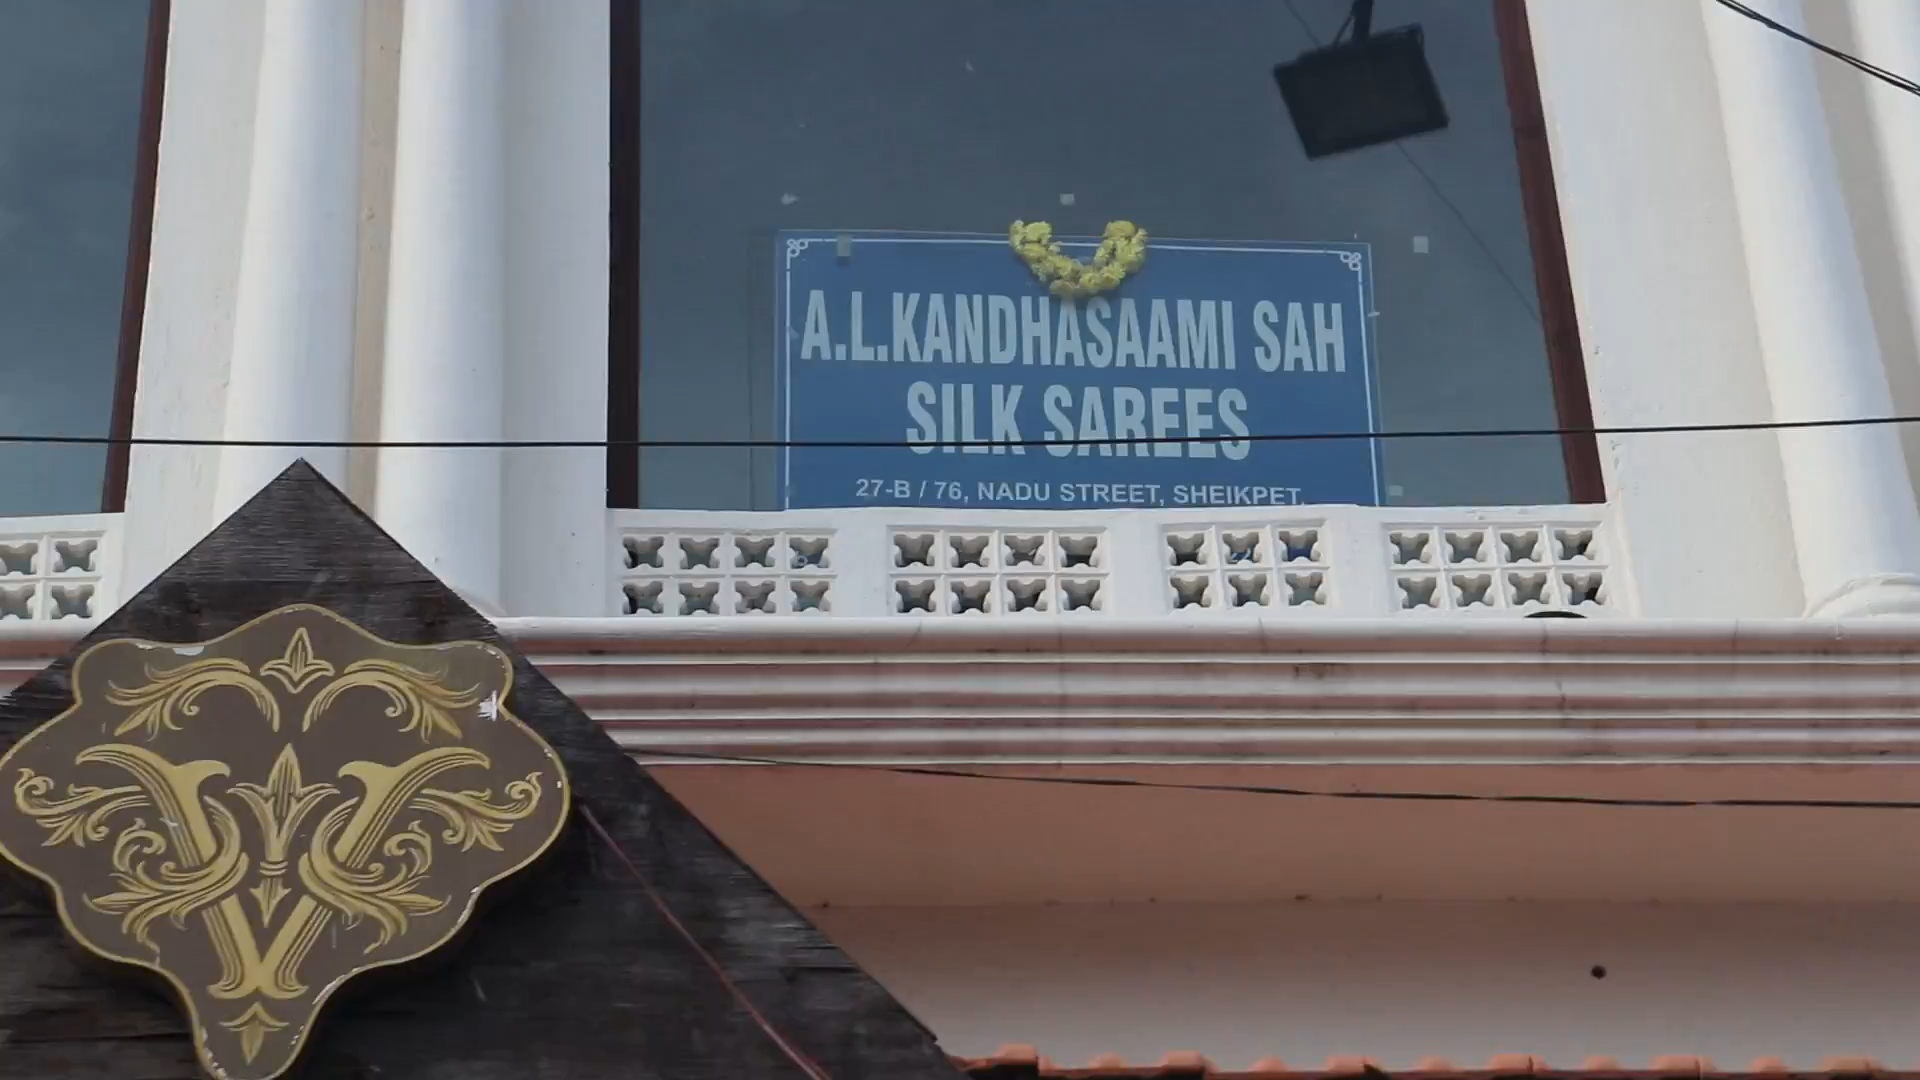 A.L.KANDHASAAMI SAH
SILK SAREES
27-B / 76, NADU STREET, SHEIKPET,
V